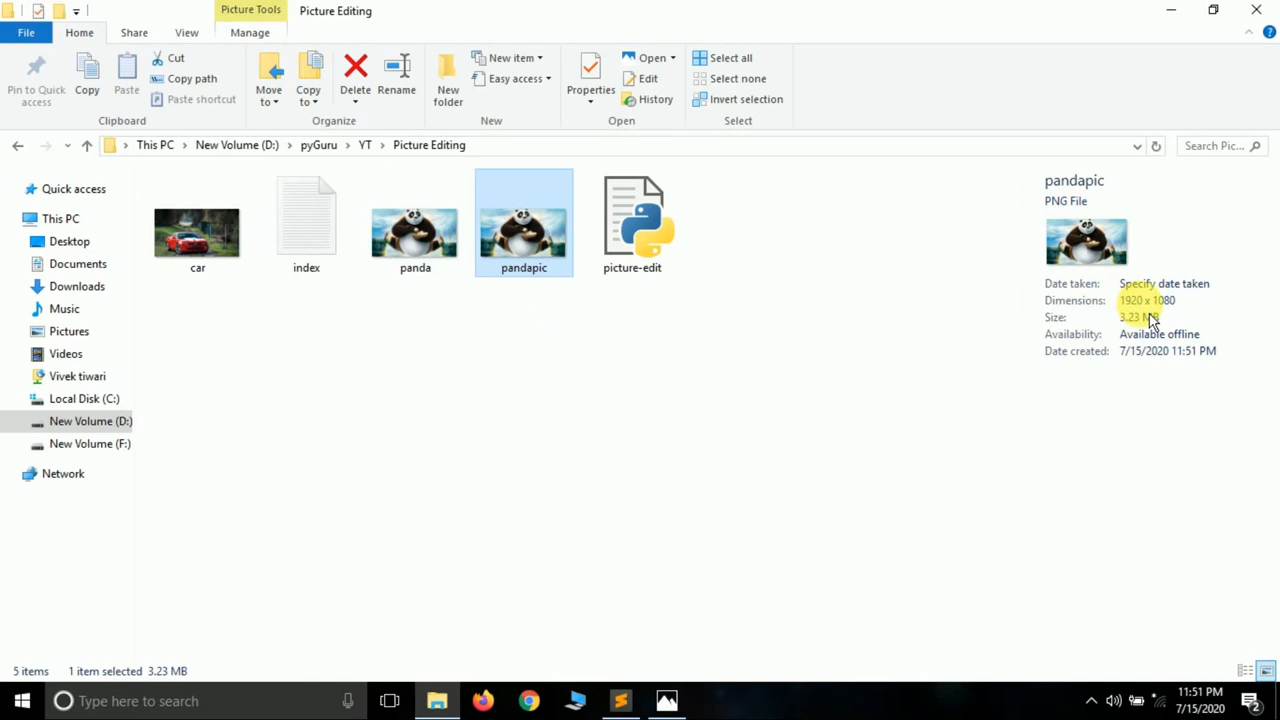 Picture Tools
Picture Editing
File
Home
Share
View
Manage
Pin to Quick access
Copy
Paste
Cut
Copy path
Paste shortcut
Clipboard
Move to
Copy to
Delete
Rename
Organize
New folder
New item
Easy access
New
Properties
Open
Edit
History
Open
Select all
Select none
Invert selection
Select
This PC
New Volume (D:)
pyGuru
YT
Picture Editing
Search Pic...
Quick access
This PC
Desktop
Documents
Downloads
Music
Pictures
Videos
Vivek tiwari
Local Disk (C:)
New Volume (D:)
New Volume (F:)
Network
car
index
panda
pandapic
picture-edit
pandapic
PNG File
Date taken: Specify date taken
Dimensions: 1920 x 1080
Size: 3.23 MB
Availability: Available offline
Date created: 7/15/2020 11:51 PM
5 items 1 item selected 3.23 MB
Type here to search
11:51 PM
7/15/2020
2